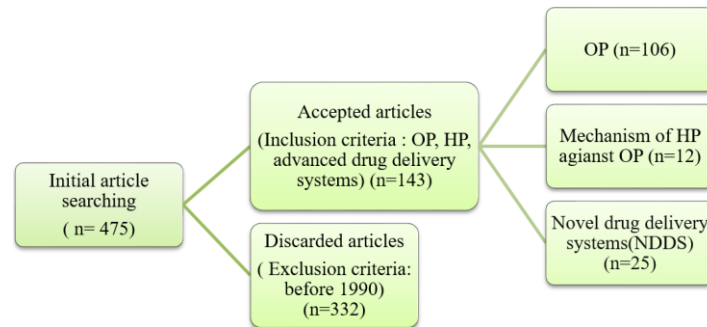 Initial article
searching
( n= 475)
Accepted articles
(Inclusion criteria : OP, HP,
advanced drug delivery
systems) (n=143)
Discarded articles
( Exclusion criteria:
before 1990)
(n=332)
OP (n=106)
Mechanism of HP
agianst OP (n=12)
Novel drug delivery
systems(NDDS)
(n=25)